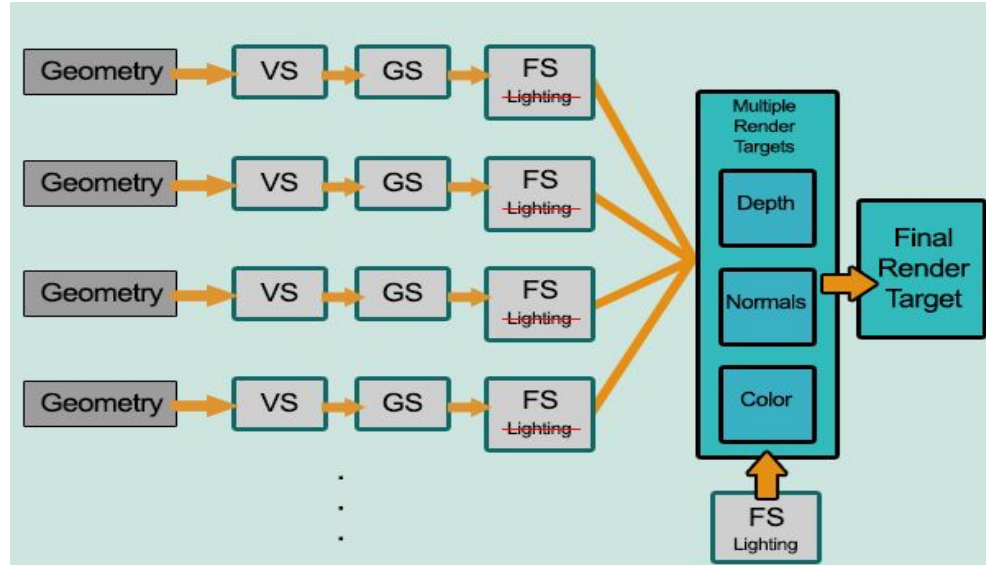 Geometry
VS
GS
FS
Lighting
Geometry
VS
GS
FS
Lighting
Geometry
VS
GS
FS
Lighting
Geometry
VS
GS
FS
Lighting
Multiple
Render
Targets
Depth
Normals
Color
FS
Lighting
Final
Render
Target